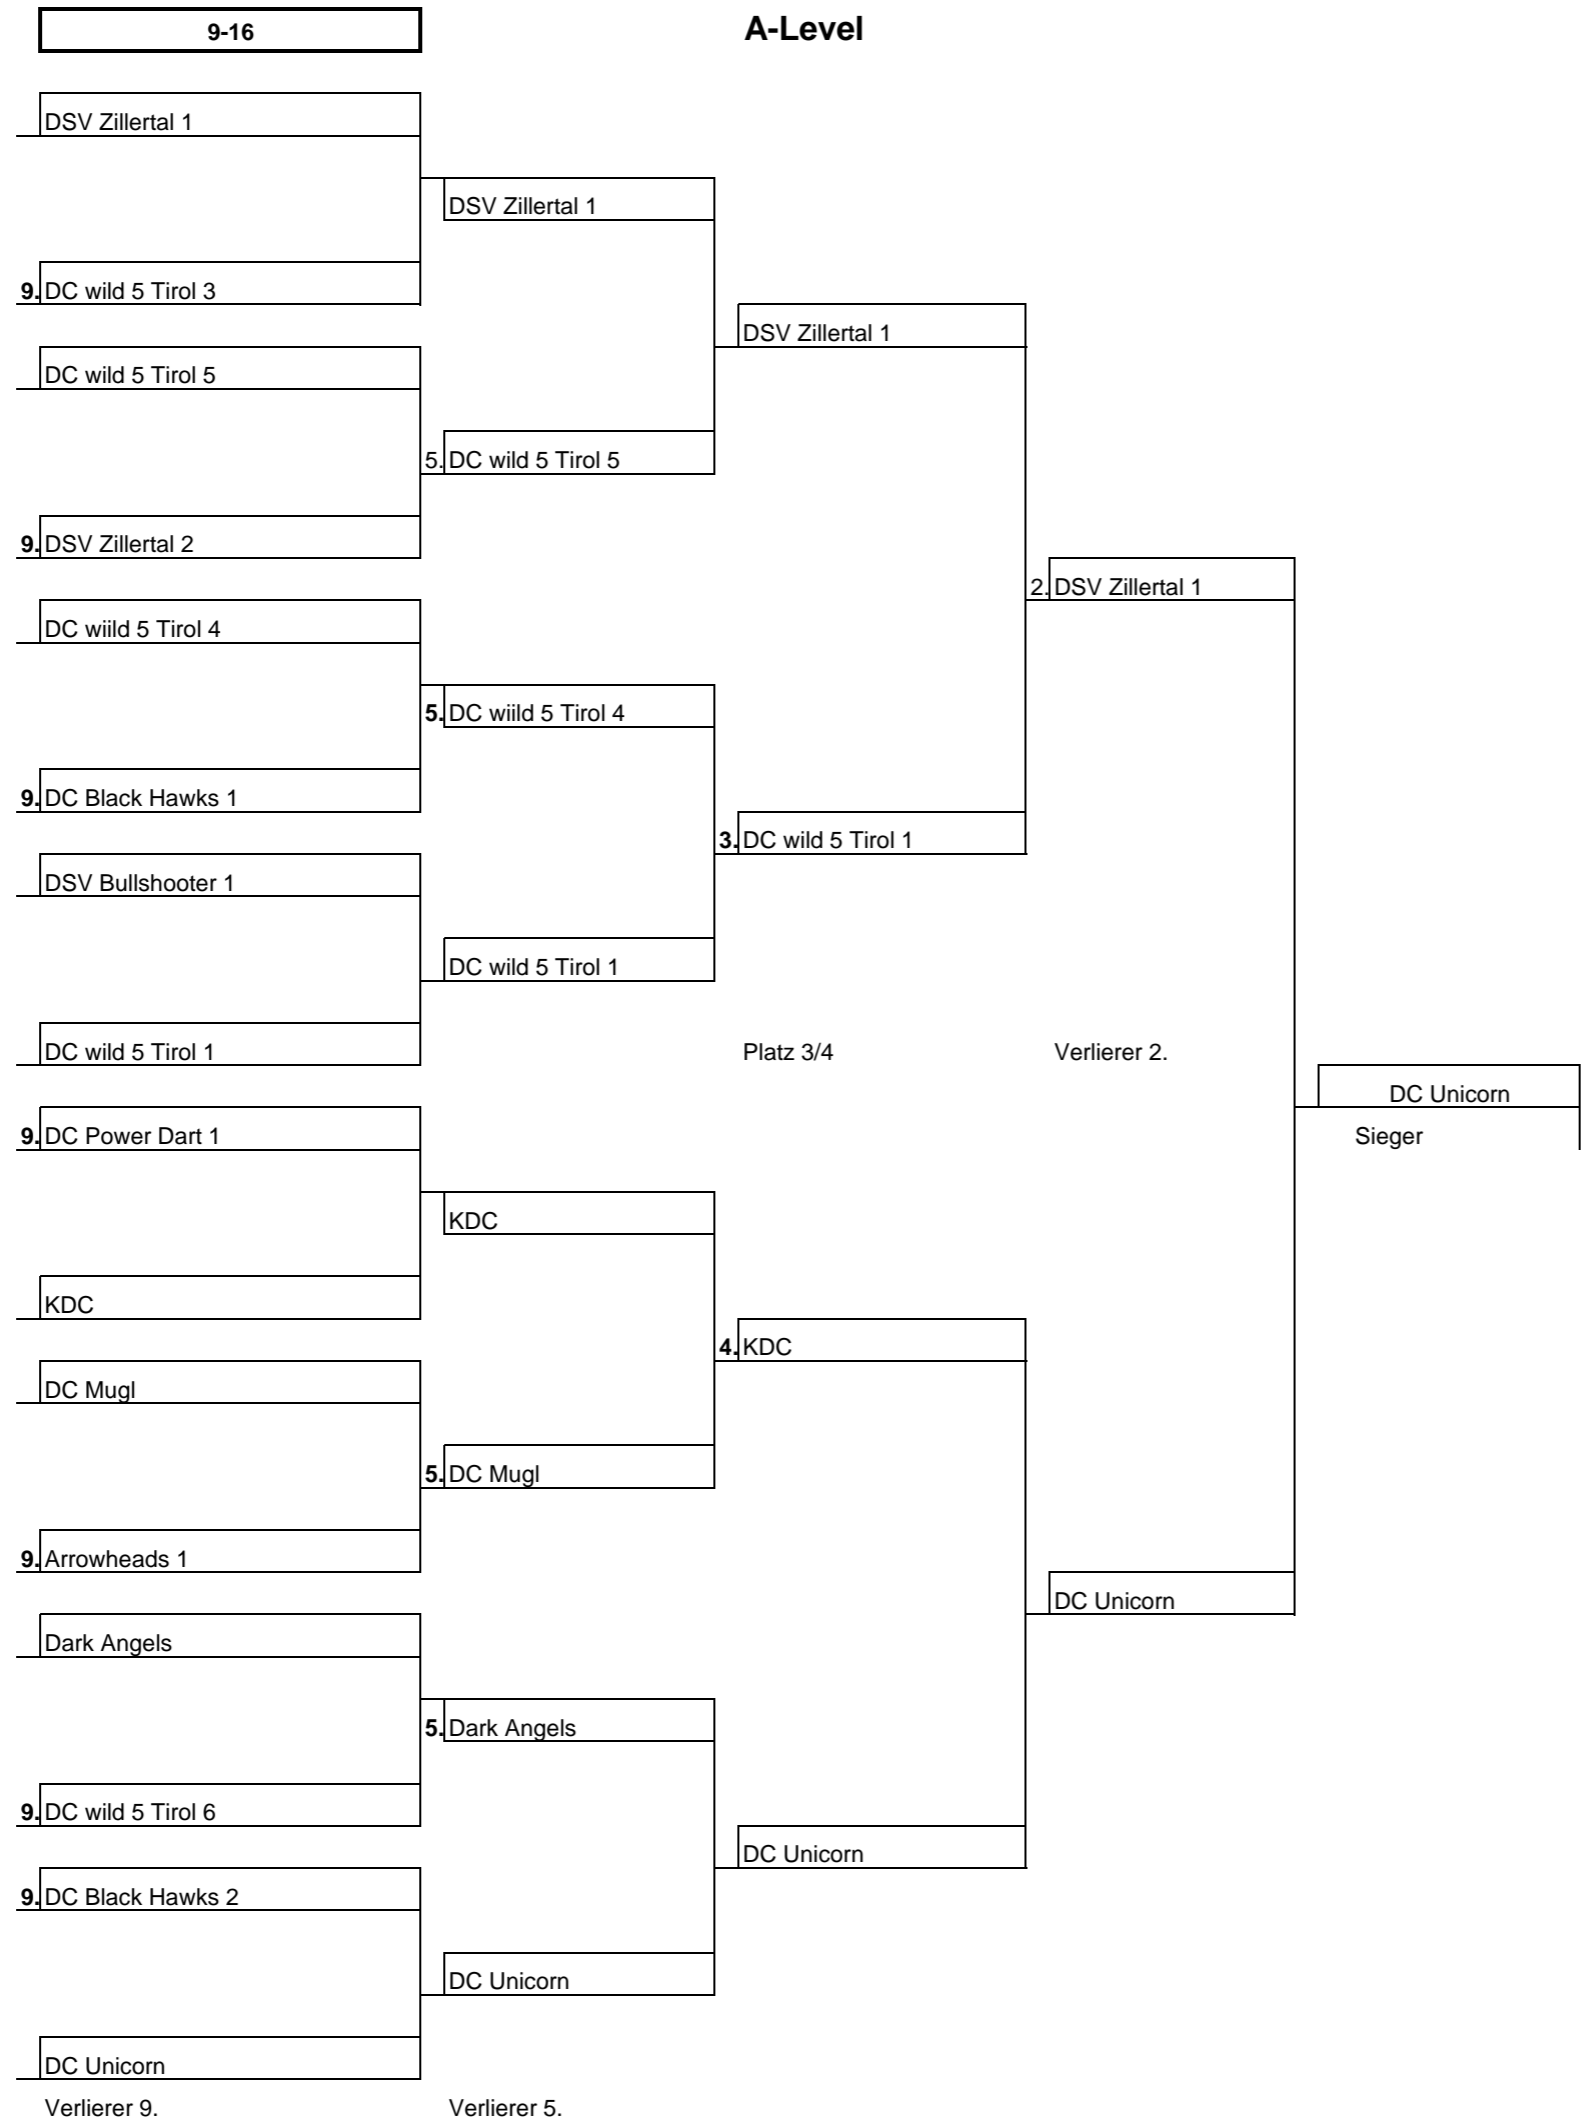 9-16
A-Level
DSV Zillertal 1
DSV Zillertal 1
9. DC wild 5 Tirol 3
DSV Zillertal 1
DC wild 5 Tirol 5
5. DC wild 5 Tirol 5
9. DSV Zillertal 2
2. DSV Zillertal 1
DC wiild 5 Tirol 4
5. DC wiild 5 Tirol 4
9. DC Black Hawks 1
3. DC wild 5 Tirol 1
DSV Bullshooter 1
DC wild 5 Tirol 1
DC wild 5 Tirol 1
Platz 3/4
Verlierer 2.
DC Unicorn
9. DC Power Dart 1
Sieger
KDC
KDC
4. KDC
DC Mugl
5. DC Mugl
9. Arrowheads 1
DC Unicorn
Dark Angels
5. Dark Angels
9. DC wild 5 Tirol 6
DC Unicorn
9. DC Black Hawks 2
DC Unicorn
DC Unicorn
Verlierer 9.
Verlierer 5.